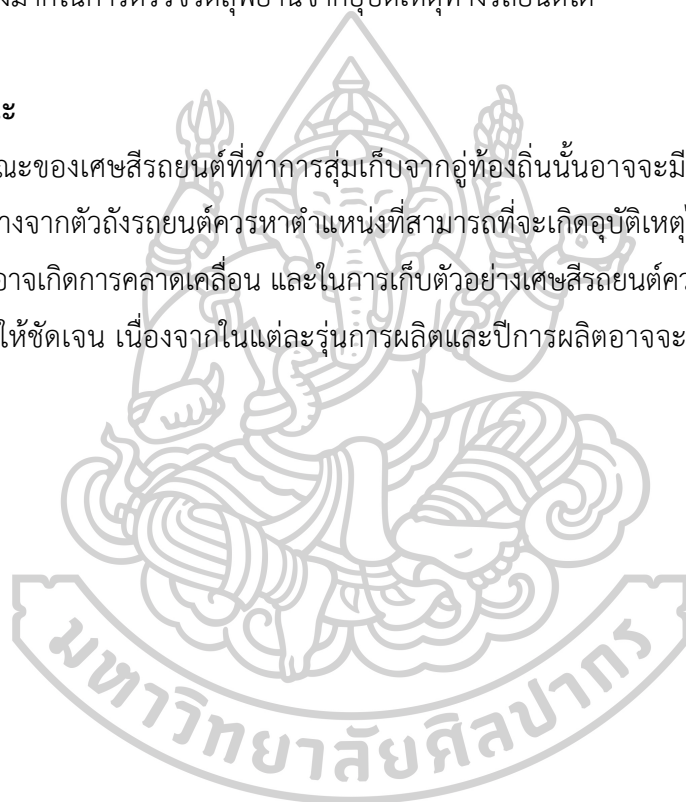 งมากในการตรวจวัตถุพยานจากอุบัติเหตุทางรถยนต์ได้
ะ
ณะของเศษสีรถยนต์ที่ทำการสุ่มเก็บจากอู่ท้องถิ่นนั้นอาจจะมี
างจากตัวถังรถยนต์ควรหาตำแหน่งที่สามารถที่จะเกิดอุบัติเหตุ
อาจเกิดการคลาดเคลื่อน และในการเก็บตัวอย่างเศษสีรถยนต์คว
ให้ชัดเจน เนื่องจากในแต่ละรุ่นการผลิตและปีการผลิตอาจจะ
มหาวิทยาลัยศิลปากร